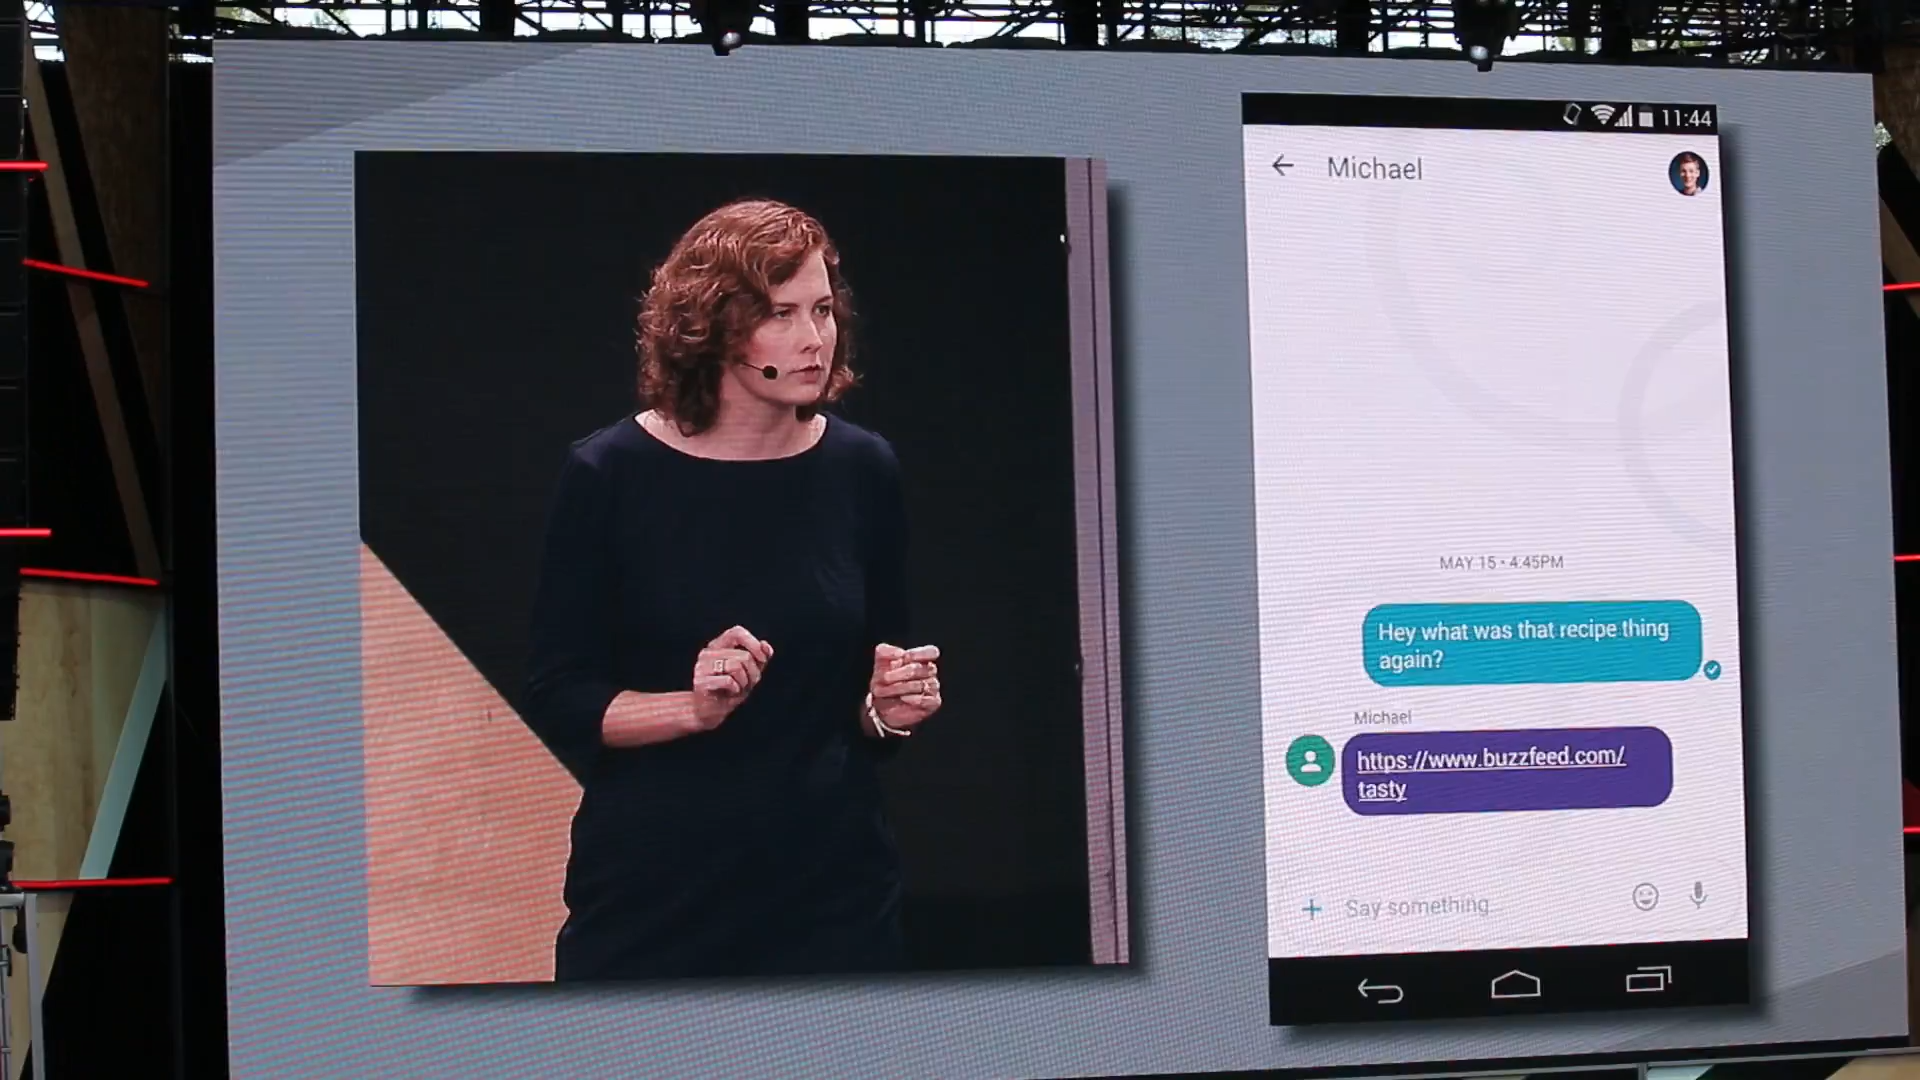 11:44
Michael
MAY 15 • 4:45PM
Hey what was that recipe thing
again?
Michael
https://www.buzzfeed.com/
tasty
Say something...